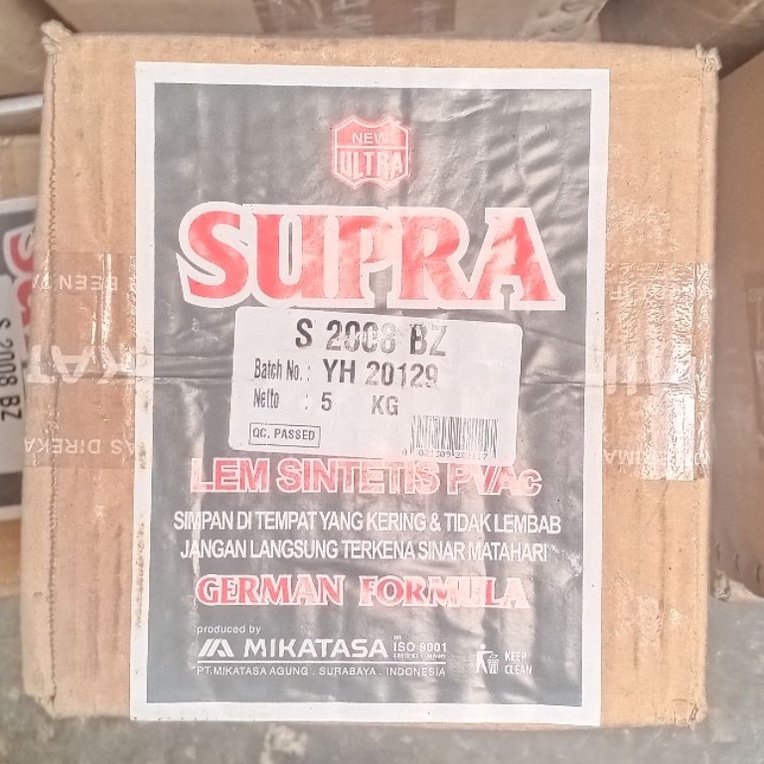 NEW
ULTRA
SUPRA
S 2008 BZ
Batch No. : YH 20129
Netto : 5 KG
QC. PASSED
LEM SINTETIS PVAc
SIMPAN DI TEMPAT YANG KERING & TIDAK LEMBAB
JANGAN LANGSUNG TERKENA SINAR MATAHARI
GERMAN FORMULA
produced by
MIKATASA ISO 9001
PT. MIKATASA AGUNG . SURABAYA . INDONESIA
KEEP
CLEAN
S 2008 BZ